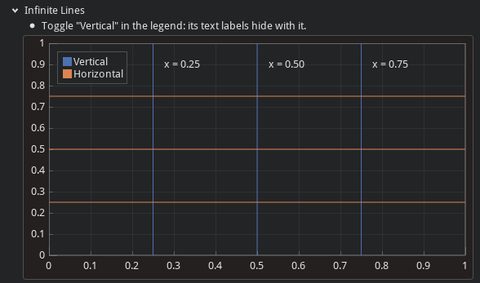 Infinite Lines
Toggle "Vertical" in the legend: its text labels hide with it.
1
0.9
0.8
0.7
0.6
0.5
0.4
0.3
0.2
0.1
0
Vertical
Horizontal
x = 0.25
x = 0.50
x = 0.75
0 0.1 0.2 0.3 0.4 0.5 0.6 0.7 0.8 0.9 1